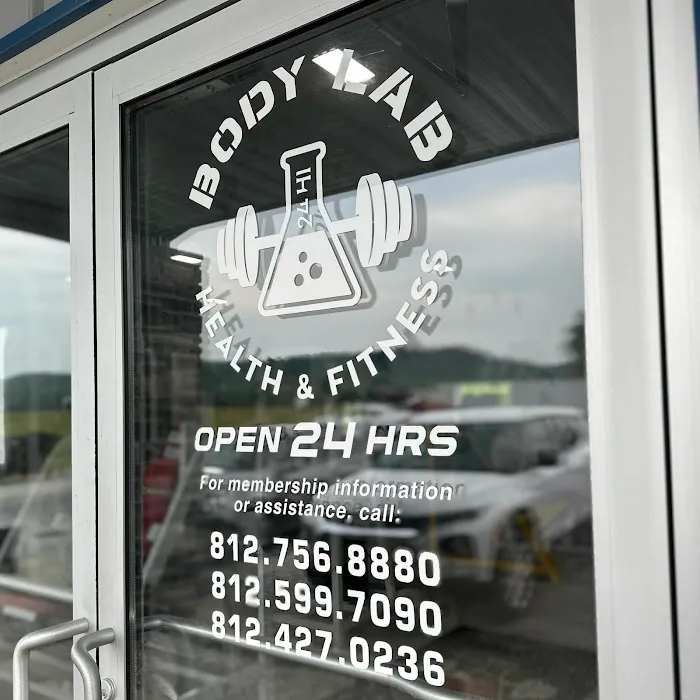 BODY LAB
24 H
HEALTH & FITNESS
OPEN 24 HRS
For membership information
or assistance, call:
812.756.8880
812.599.7090
812.427.0236